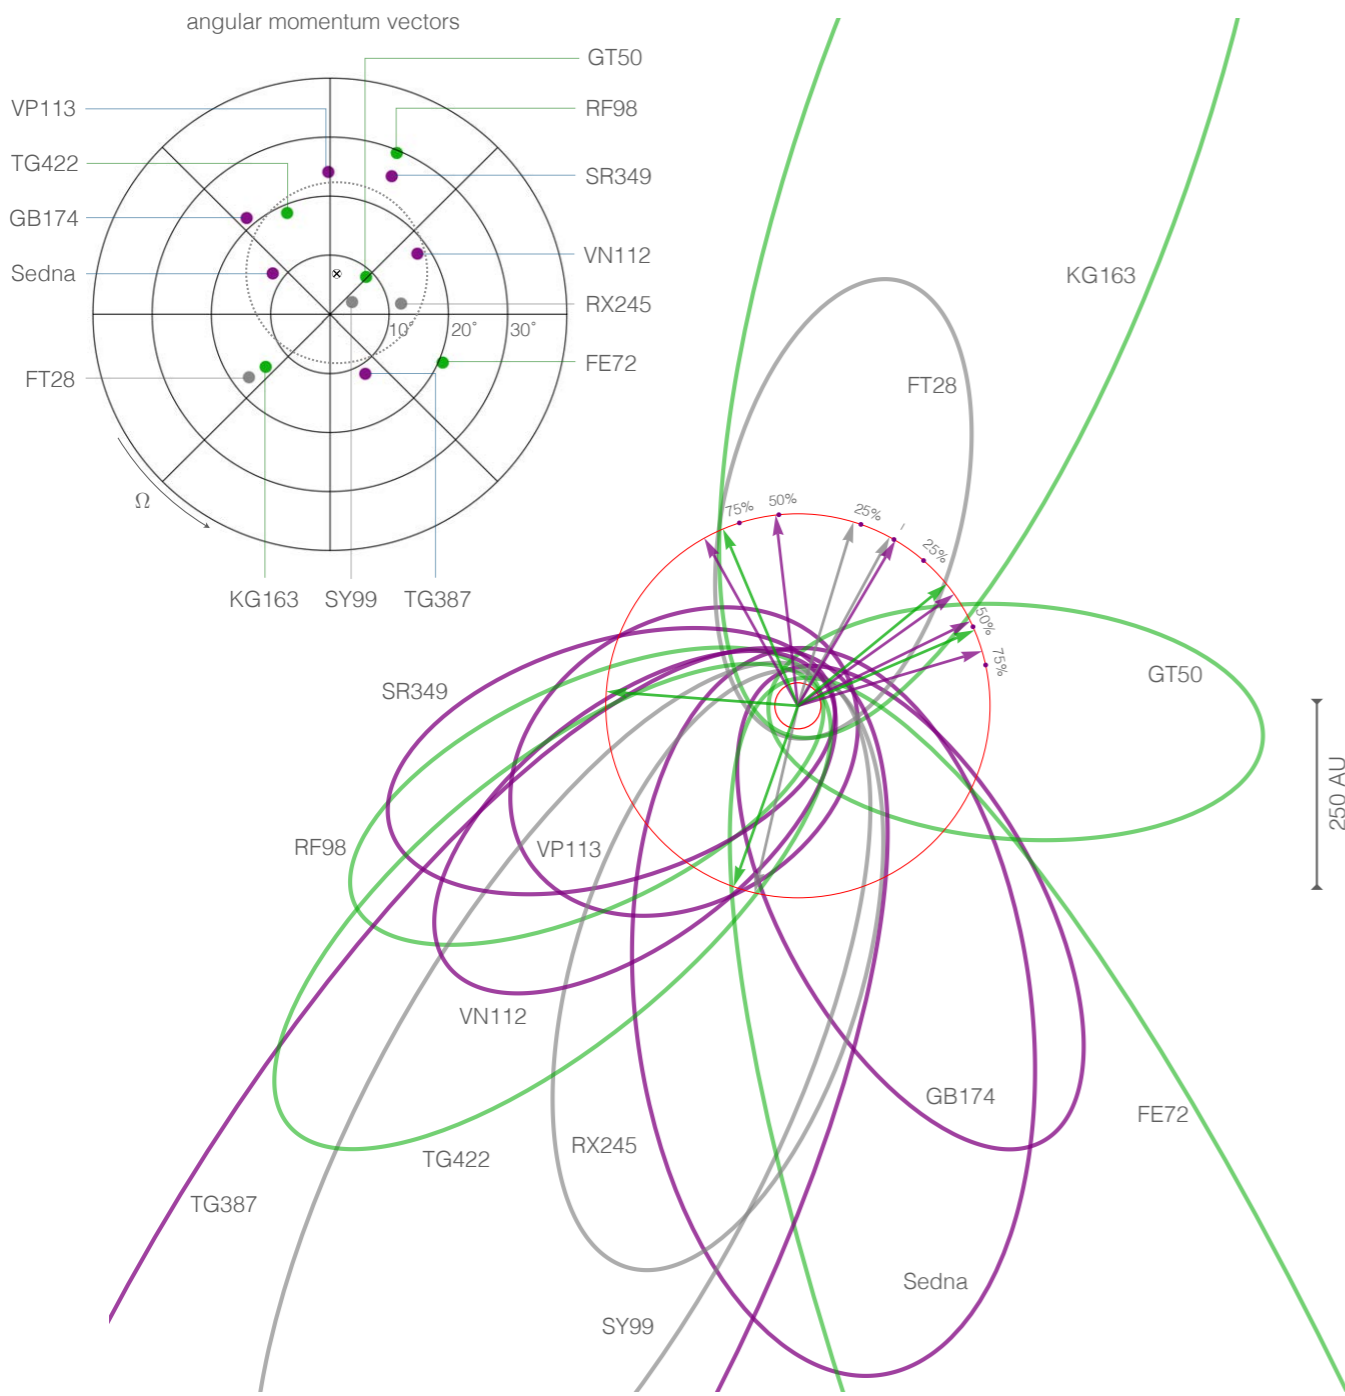 angular momentum vectors
GT50
VP113
RF98
TG422
SR349
GB174
VN112
Sedna
RX245
10°
20°
30°
FE72
FT28
Ω
KG163
SY99
TG387
KG163
FT28
75%
50%
25%
25%
50%
75%
GT50
SR349
250 AU
RF98
VP113
VN112
GB174
FE72
RX245
TG422
TG387
Sedna
SY99